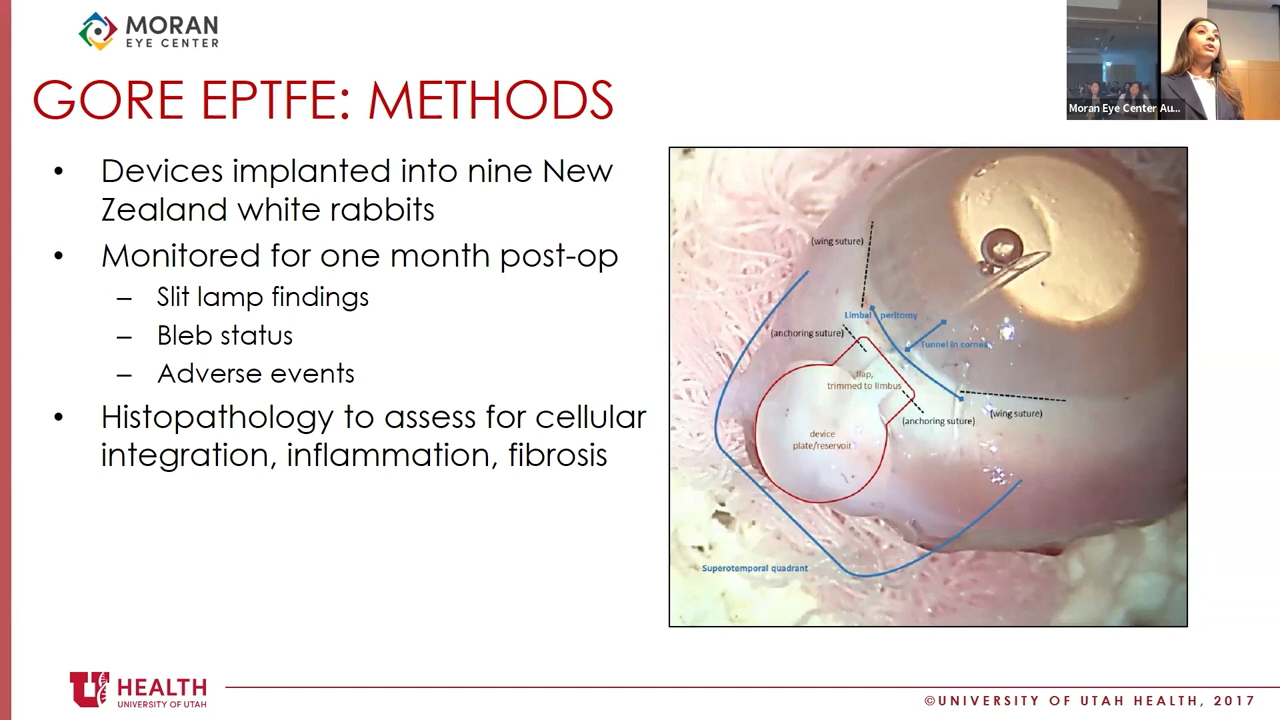 MORAN
EYE CENTER
Moran Eye Center Au...
GORE EPTFE: METHODS
• Devices implanted into nine New
Zealand white rabbits
• Monitored for one month post-op
– Slit lamp findings
– Bleb status
– Adverse events
• Histopathology to assess for cellular
integration, inflammation, fibrosis
(wing suture)
Limbal peritomy
(anchoring suture)
Tunnel in cornea
flap,
trimmed to limbus
(wing suture)
(anchoring suture)
device
plate/reservoir
Superotemporal quadrant
U
HEALTH
UNIVERSITY OF UTAH
©UNIVERSITY OF UTAH HEALTH, 2017